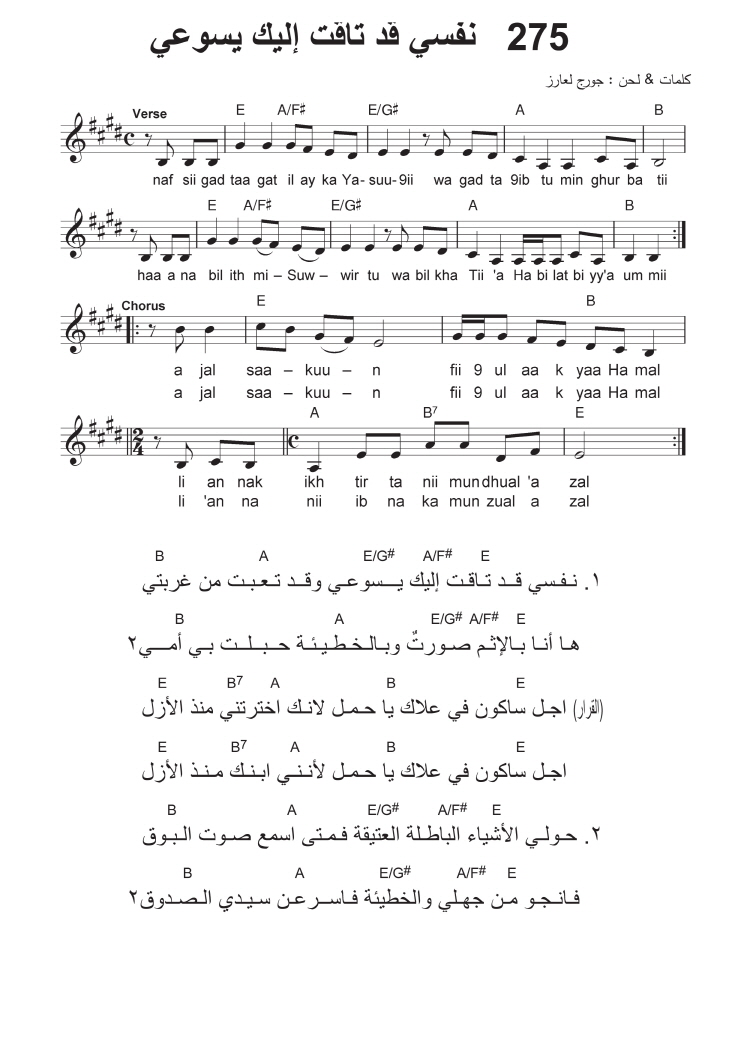 275 نفسي قد تاقت إليك يسوعي
كلمات & لحن : جورج لعازر
Verse E A/F# E/G# A B
naf sii gad taa gat il ay ka Ya- suu-9ii wa gad ta 9ib tu min ghur ba tii
E A/F# E/G# A B
haa a na bil ith mi – Suw – wir tu wa bil kha Tii 'a Ha bi lat bi yy'a um mii
Chorus E B
a jal saa – kuu – n fii 9 ul aa k yaa Ha mal
a jal saa – kuu – n fii 9 ul aa k yaa Ha mal
A B7 E
2 4
li an nak ikh tir ta nii mun dhual 'a zal
li 'an na nii ib na ka mun zual a zal
B A E/G# A/F# E
١. نفسي قد تاقت إليك يسوعي وقد تعبت من غربتي
B A E/G# A/F# E
ها أنا بالإثم صورتٌ وبالخطيئة حبلت بي أمي٢
E B7 A B E
(القرار) اجل ساكون في علاك يا حمل لانك اخترتني منذ الأزل
E B7 A B E
اجل ساكون في علاك يا حمل لأنني ابنك منذ الأزل
B A E/G# A/F# E
٢. حولي الأشياء الباطلة العتيقة فمتى اسمع صوت البوق
B A E/G# A/F# E
فانجو من جهلي والخطيئة فاسرعن سيدي الصدوق٢